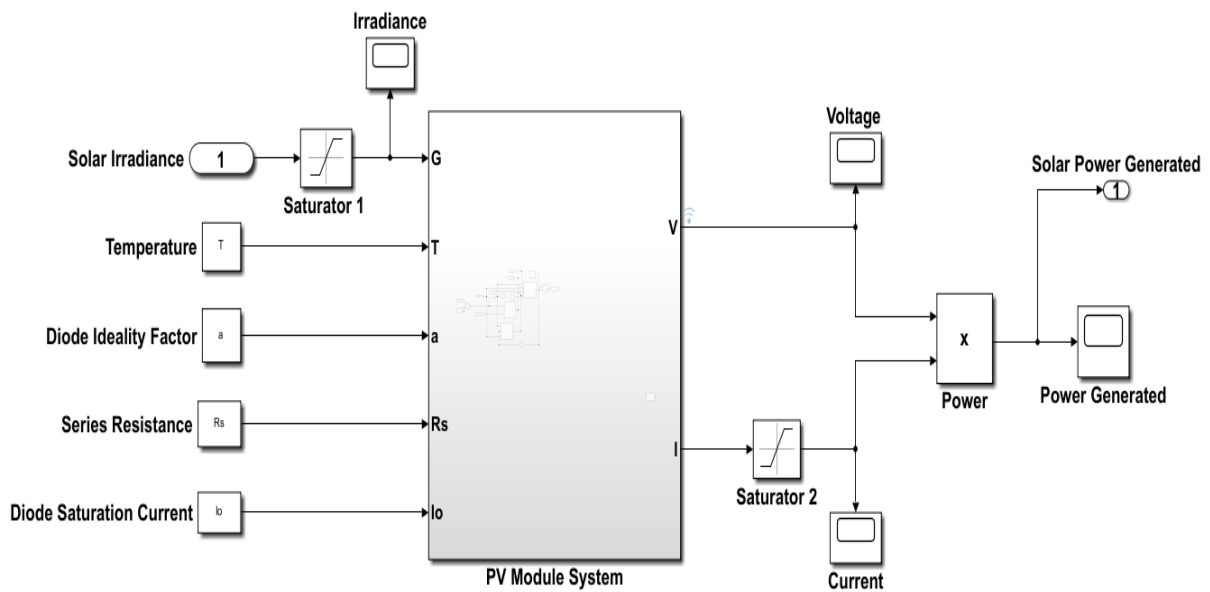 Irradiance
Solar Irradiance
1
Saturator 1
G
Temperature
T
T
Diode Ideality Factor
a
a
Series Resistance
Rs
Rs
Diode Saturation Current
Io
Io
PV Module System
V
I
Voltage
Saturator 2
Current
x
Power
Solar Power Generated
1
Power Generated